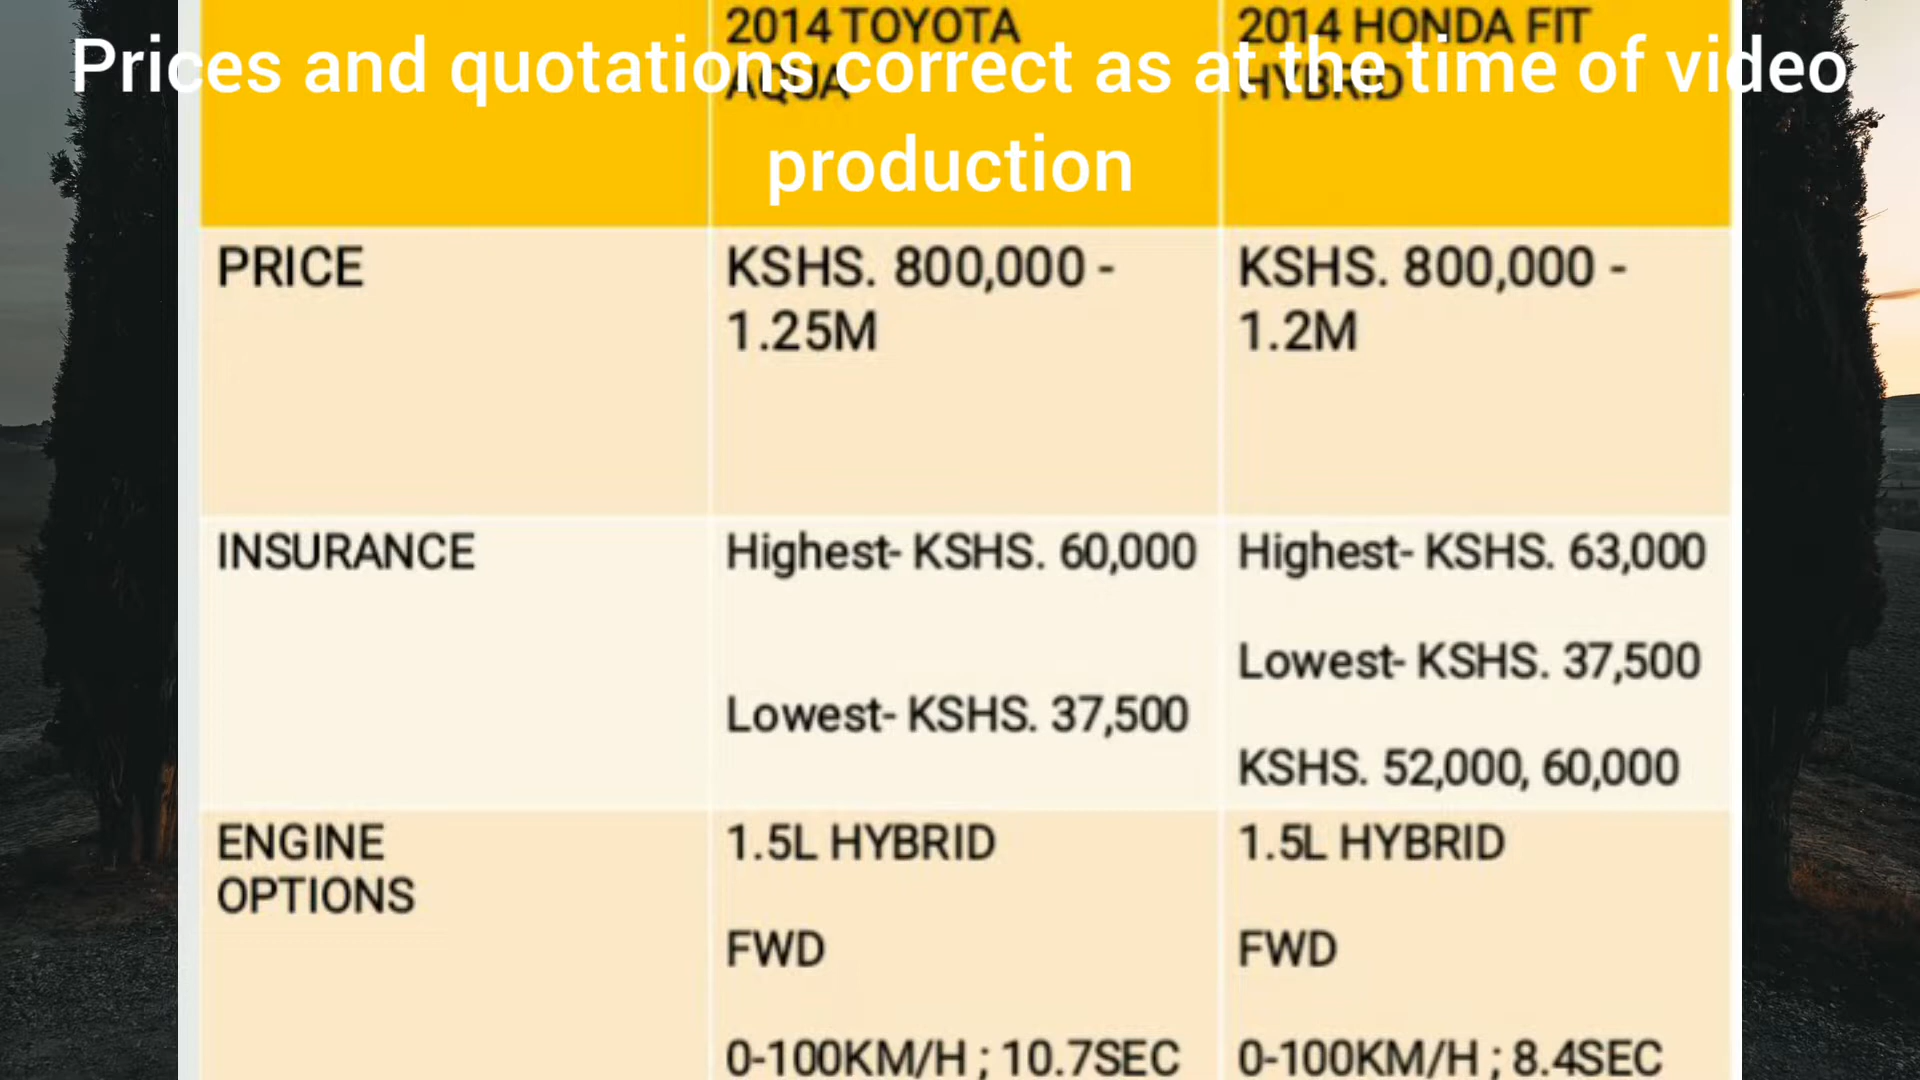 2014 TOYOTA
AQUA
2014 HONDA FIT
HYBRID
Prices and quotations correct as at the time of video
production
PRICE
KSHS. 800,000 -
1.25M
KSHS. 800,000 -
1.2M
INSURANCE
Highest- KSHS. 60,000
Lowest- KSHS. 37,500
Highest- KSHS. 63,000
Lowest- KSHS. 37,500
KSHS. 52,000, 60,000
ENGINE
OPTIONS
1.5L HYBRID
FWD
0-100KM/H ; 10.7SEC
1.5L HYBRID
FWD
0-100KM/H ; 8.4SEC